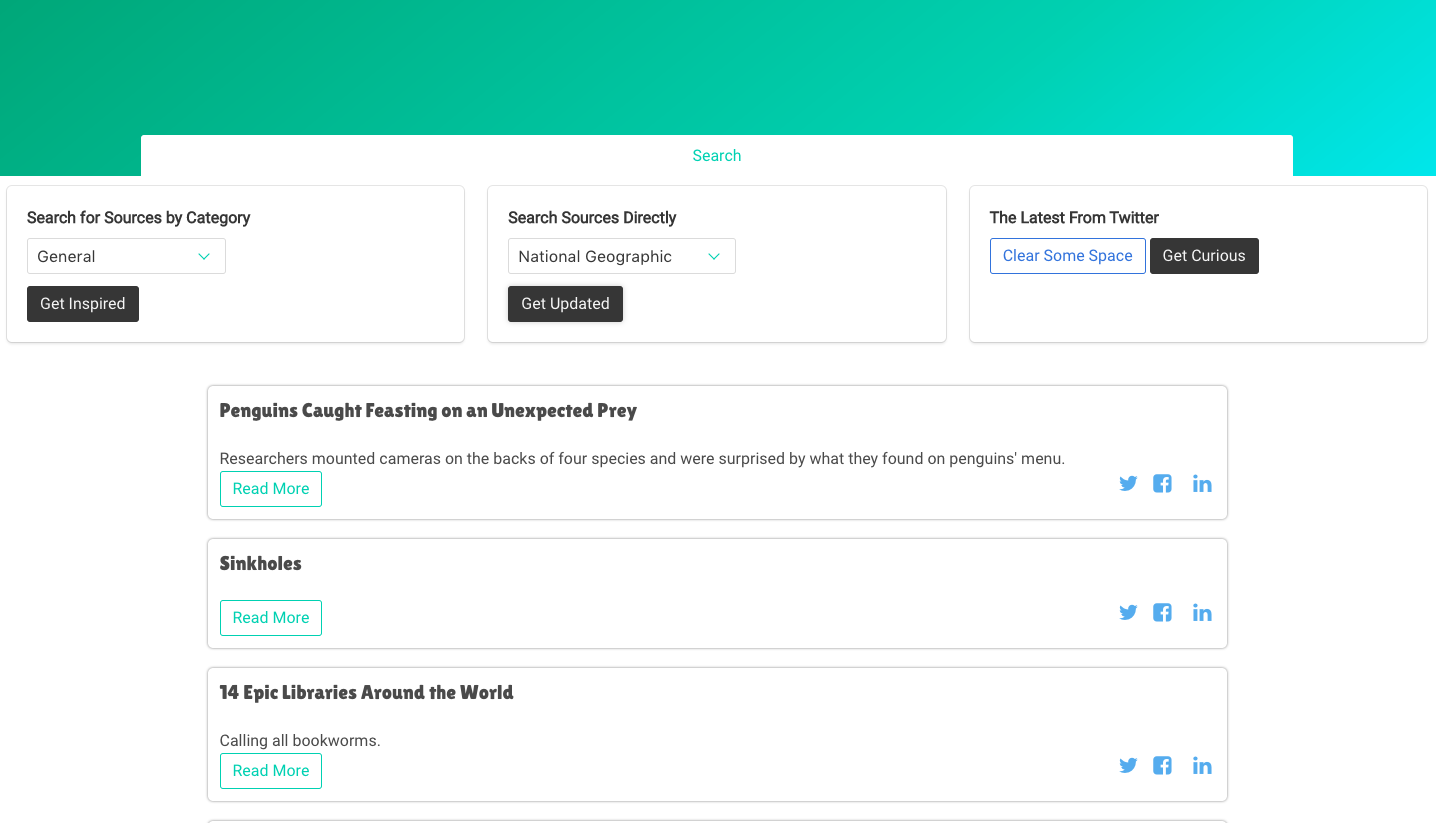 Search
Search for Sources by Category
General
Get Inspired
Search Sources Directly
National Geographic
Get Updated
The Latest From Twitter
Clear Some Space Get Curious
Penguins Caught Feasting on an Unexpected Prey
Researchers mounted cameras on the backs of four species and were surprised by what they found on penguins' menu.
Read More
Sinkholes
Read More
14 Epic Libraries Around the World
Calling all bookworms.
Read More